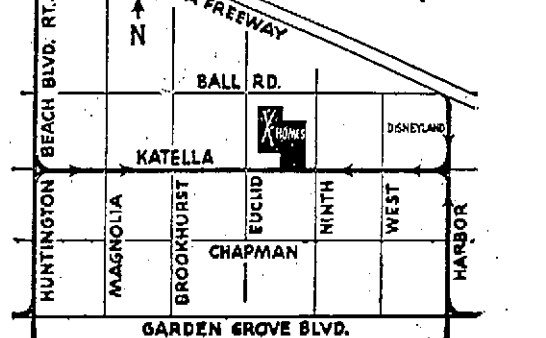 FREEWAY
N
BALL RD.
HUNTINGTON BEACH BLVD. RT.
X HOMES
DISNEYLAND
KATELLA
MAGNOLIA
BROOKHURST
EUCLID
NINTH
WEST
HARBOR
CHAPMAN
GARDEN GROVE BLVD.